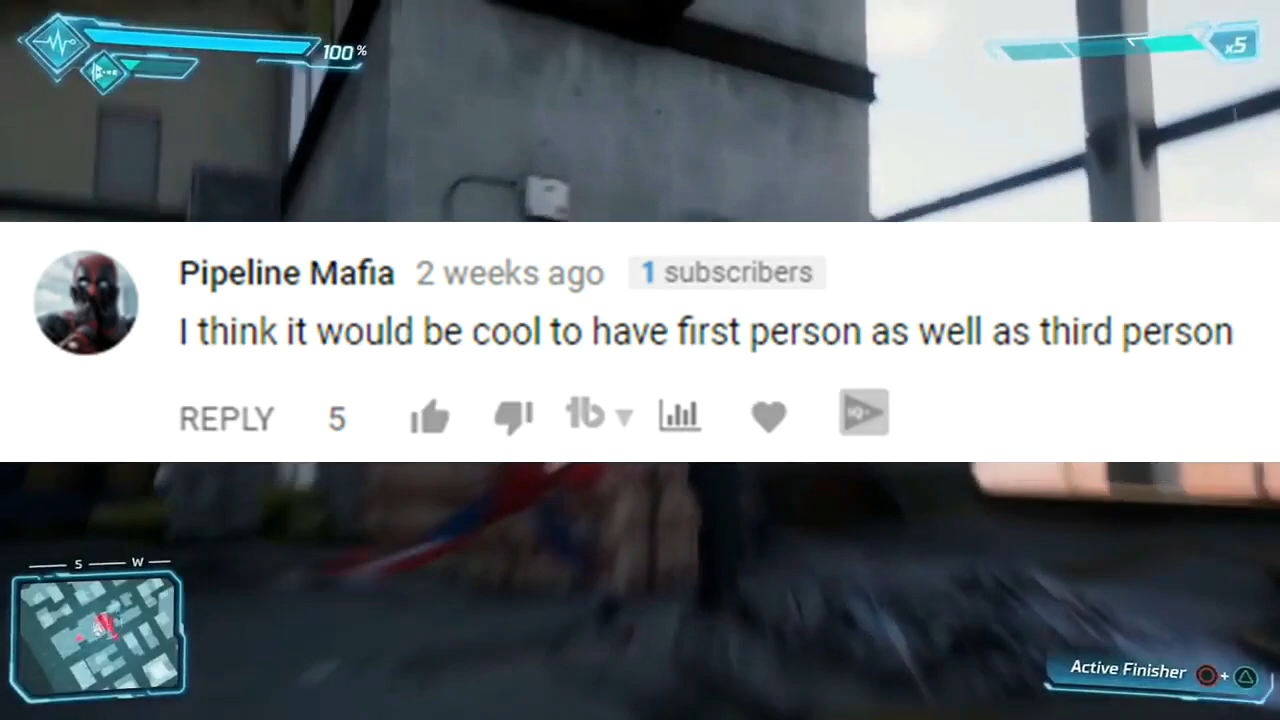 100%
x5
Pipeline Mafia 2 weeks ago 1 subscribers
I think it would be cool to have first person as well as third person
REPLY 5
S W
Active Finisher +